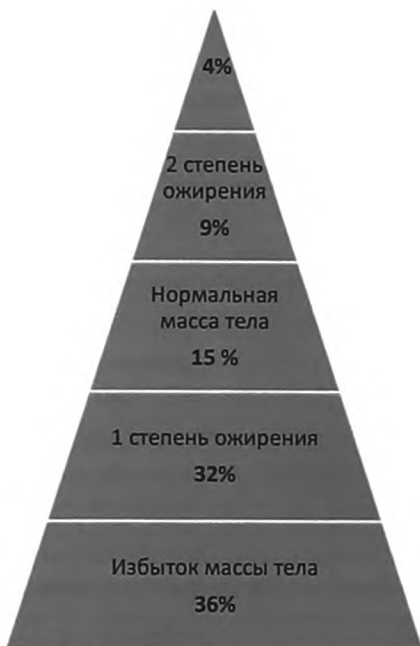 4%
2 степень
ожирения
9%
Нормальная
масса тела
15 %
1 степень ожирения
32%
Избыток массы тела
36%